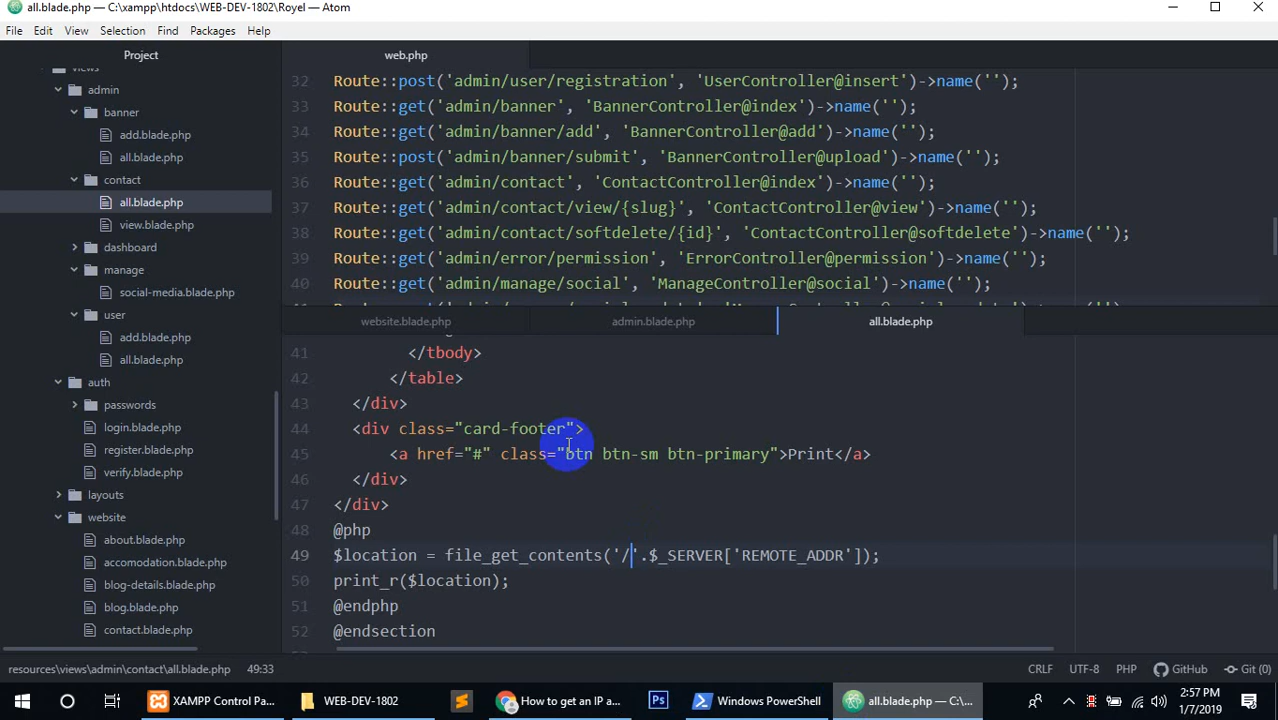 all.blade.php — C:\xampp\htdocs\WEB-DEV-1802\Royel — Atom
File Edit View Selection Find Packages Help
Project
views
admin
banner
add.blade.php
all.blade.php
contact
all.blade.php
view.blade.php
dashboard
manage
social-media.blade.php
user
add.blade.php
all.blade.php
auth
passwords
login.blade.php
register.blade.php
verify.blade.php
layouts
website
about.blade.php
accomodation.blade.php
blog-details.blade.php
blog.blade.php
contact.blade.php
web.php
32 Route::post('admin/user/registration', 'UserController@insert')->name('');
33 Route::get('admin/banner', 'BannerController@index')->name('');
34 Route::get('admin/banner/add', 'BannerController@add')->name('');
35 Route::post('admin/banner/submit', 'BannerController@upload')->name('');
36 Route::get('admin/contact', 'ContactController@index')->name('');
37 Route::get('admin/contact/view/{slug}', 'ContactController@view')->name('');
38 Route::get('admin/contact/softdelete/{id}', 'ContactController@softdelete')->name('');
39 Route::get('admin/error/permission', 'ErrorController@permission')->name('');
40 Route::get('admin/manage/social', 'ManageController@social')->name('');
website.blade.php admin.blade.php all.blade.php
41 </tbody>
42 </table>
43 </div>
44 <div class="card-footer">
45 <a href="#" class="btn btn-sm btn-primary">Print</a>
46 </div>
47 </div>
48 @php
49 $location = file_get_contents('/'.$_SERVER['REMOTE_ADDR']);
50 print_r($location);
51 @endphp
52 @endsection
resources\views\admin\contact\all.blade.php 49:33 CRLF UTF-8 PHP GitHub Git (0)
XAMPP Control Pa... WEB-DEV-1802 How to get an IP a... Windows PowerShell all.blade.php — C:\...
2:57 PM
1/7/2019